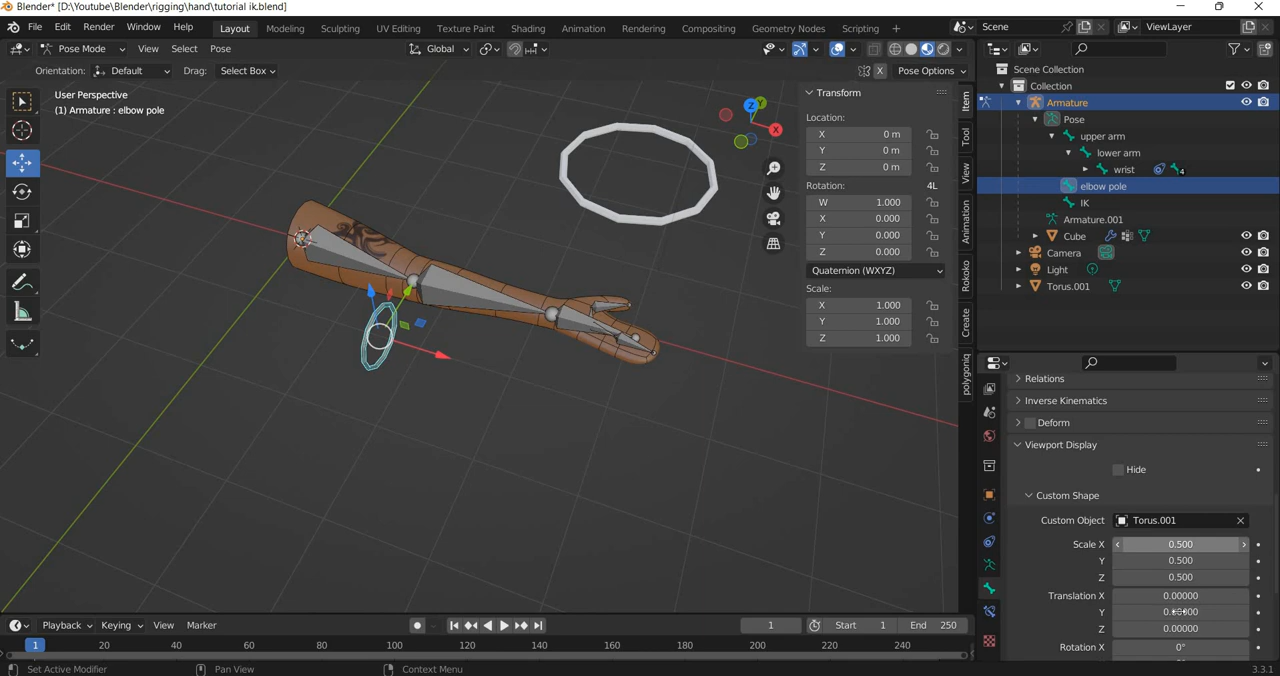 Blender* [D:\Youtube\Blender\rigging\hand\tutorial ik.blend]
File Edit Render Window Help Layout Modeling Sculpting UV Editing Texture Paint Shading Animation Rendering Compositing Geometry Nodes Scripting + Scene ViewLayer
Pose Mode View Select Pose Global
Orientation: Default Drag: Select Box X Pose Options
User Perspective
(1) Armature : elbow pole
Z Y X
Transform
Location:
X 0 m
Y 0 m
Z 0 m
Rotation: 4L
W 1.000
X 0.000
Y 0.000
Z 0.000
Quaternion (WXYZ)
Scale:
X 1.000
Y 1.000
Z 1.000
Item
Tool
View
Animation
Rokoko
Create
polygoniq
Scene Collection
Collection
Armature
Pose
upper arm
lower arm
wrist 4
elbow pole
IK
Armature.001
Cube
Camera
Light
Torus.001
Relations
Inverse Kinematics
Deform
Viewport Display
Hide
Custom Shape
Custom Object Torus.001
Scale X 0.500
Y 0.500
Z 0.500
Translation X 0.00000
Y
Z 0.00000
Rotation X 0°
Playback Keying View Marker 1 Start 1 End 250
1 20 40 60 80 100 120 140 160 180 200 220 240
Set Active Modifier Pan View Context Menu 3.3.1